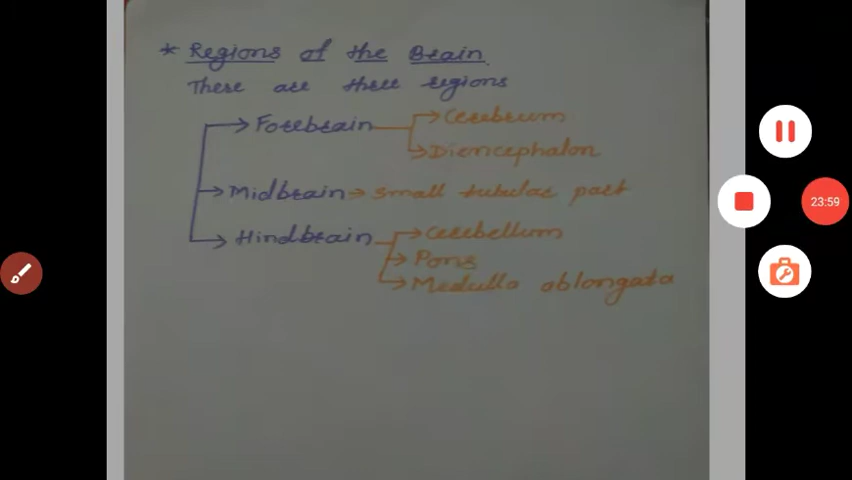 * Regions of the Brain
There are three regions
→ Forebrain → Cerebrum
→ Diencephalon
→ Midbrain → small tubular part
→ Hindbrain → Cerebellum
→ Pons
→ Medulla oblongata
23:59